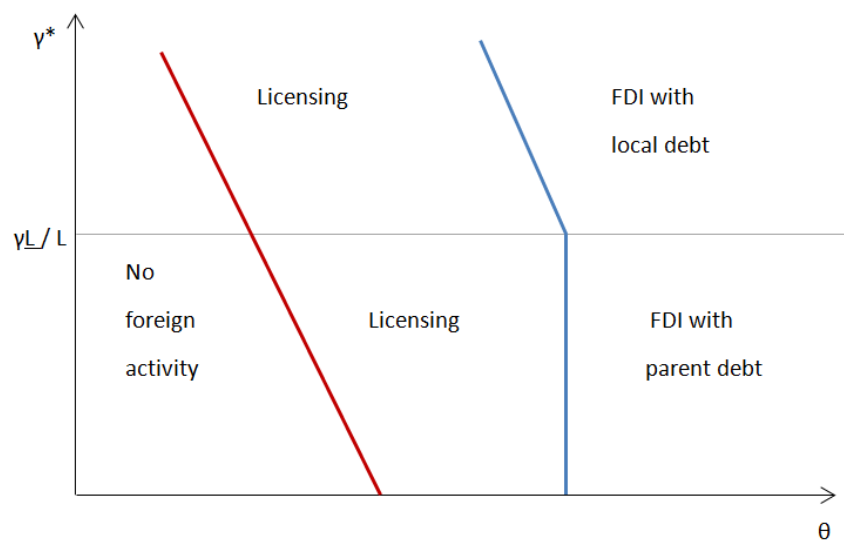 γ*
Licensing
FDI with
local debt
γL / L
No
foreign
activity
Licensing
FDI with
parent debt
θ